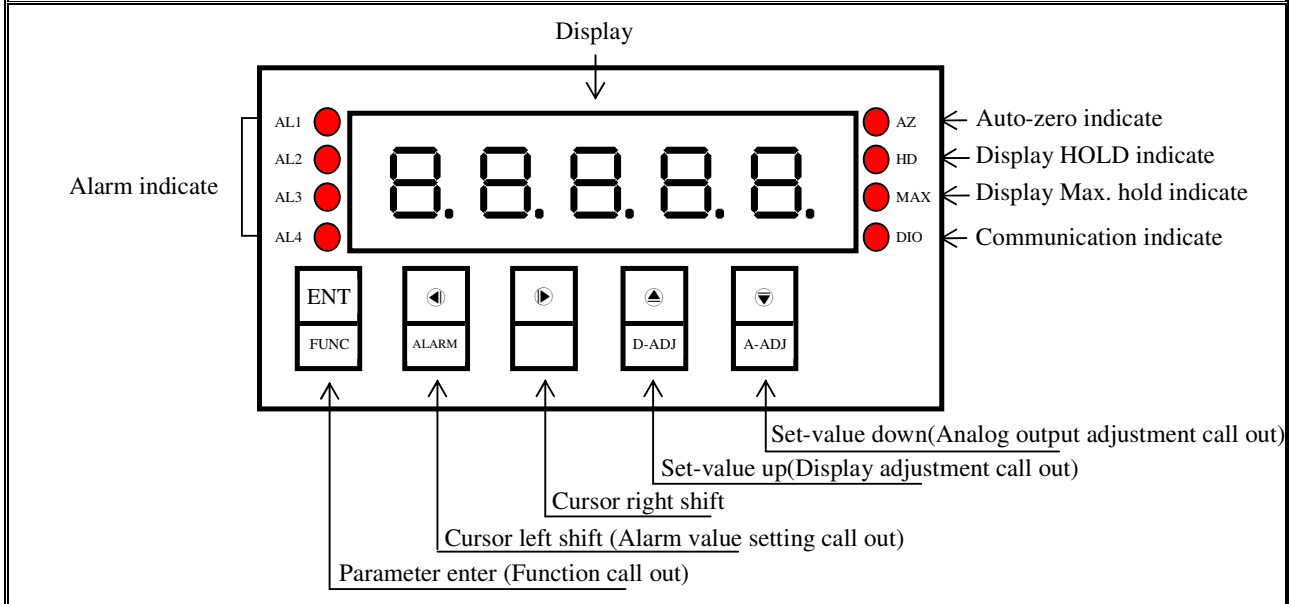 Display
AL1
AL2
AL3
AL4
Alarm indicate
8.8.8.8.8.
AZ
HD
MAX
DIO
Auto-zero indicate
Display HOLD indicate
Display Max. hold indicate
Communication indicate
ENT
FUNC
ALARM
D-ADJ
A-ADJ
Set-value down(Analog output adjustment call out)
Set-value up(Display adjustment call out)
Cursor right shift
Cursor left shift (Alarm value setting call out)
Parameter enter (Function call out)